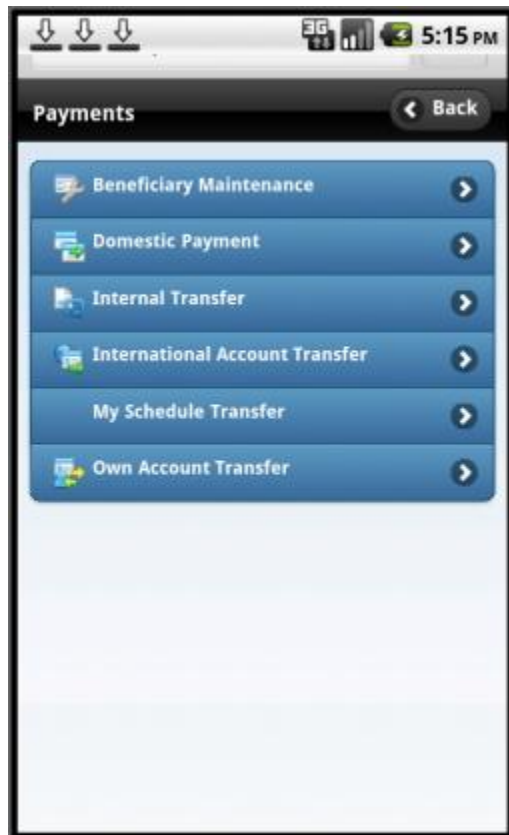 3G
5:15 PM
Payments
Back
Beneficiary Maintenance
Domestic Payment
Internal Transfer
International Account Transfer
My Schedule Transfer
Own Account Transfer